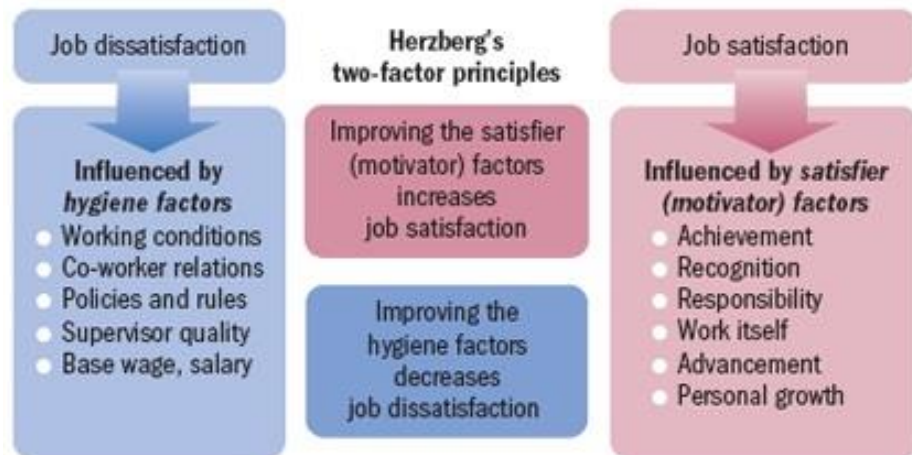 Job dissatisfaction
Influenced by
hygiene factors
Working conditions
Co-worker relations
Policies and rules
Supervisor quality
Base wage, salary
Herzberg's
two-factor principles
Improving the satisfier
(motivator) factors
increases
job satisfaction
Improving the
hygiene factors
decreases
job dissatisfaction
Job satisfaction
Influenced by satisfier
(motivator) factors
Achievement
Recognition
Responsibility
Work itself
Advancement
Personal growth